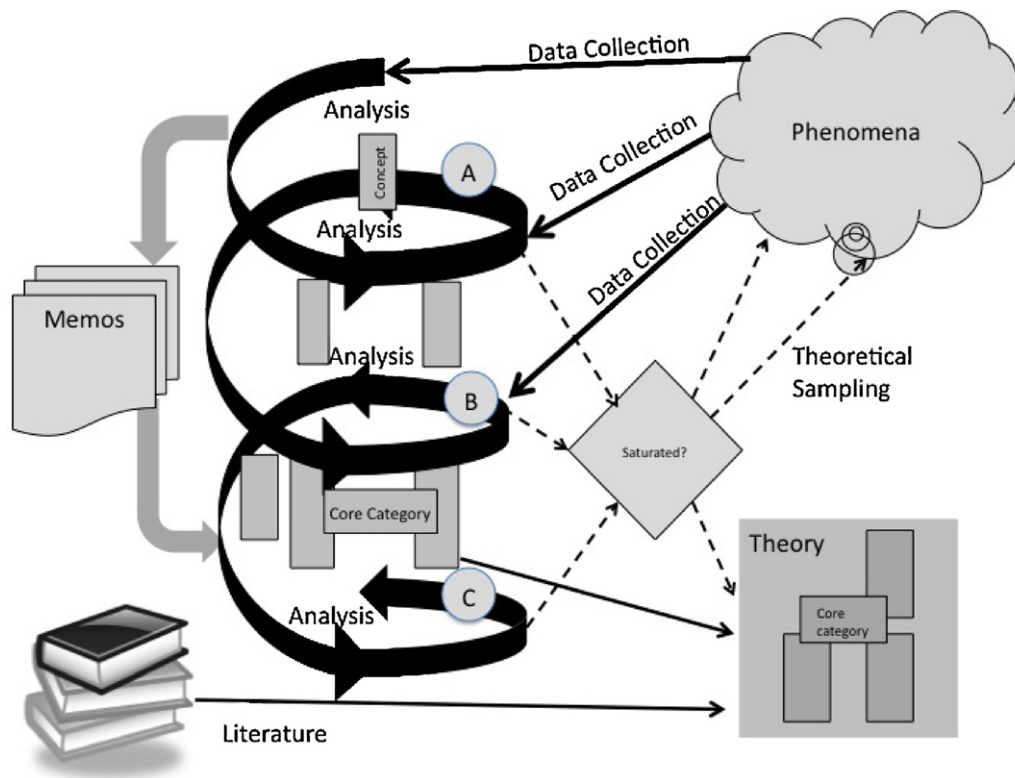 Data Collection
Analysis
Phenomena
Data Collection
A
Concept
Analysis
Data Collection
Memos
Analysis
Theoretical
Sampling
B
Saturated?
Core Category
Theory
C
Analysis
Core
category
Literature